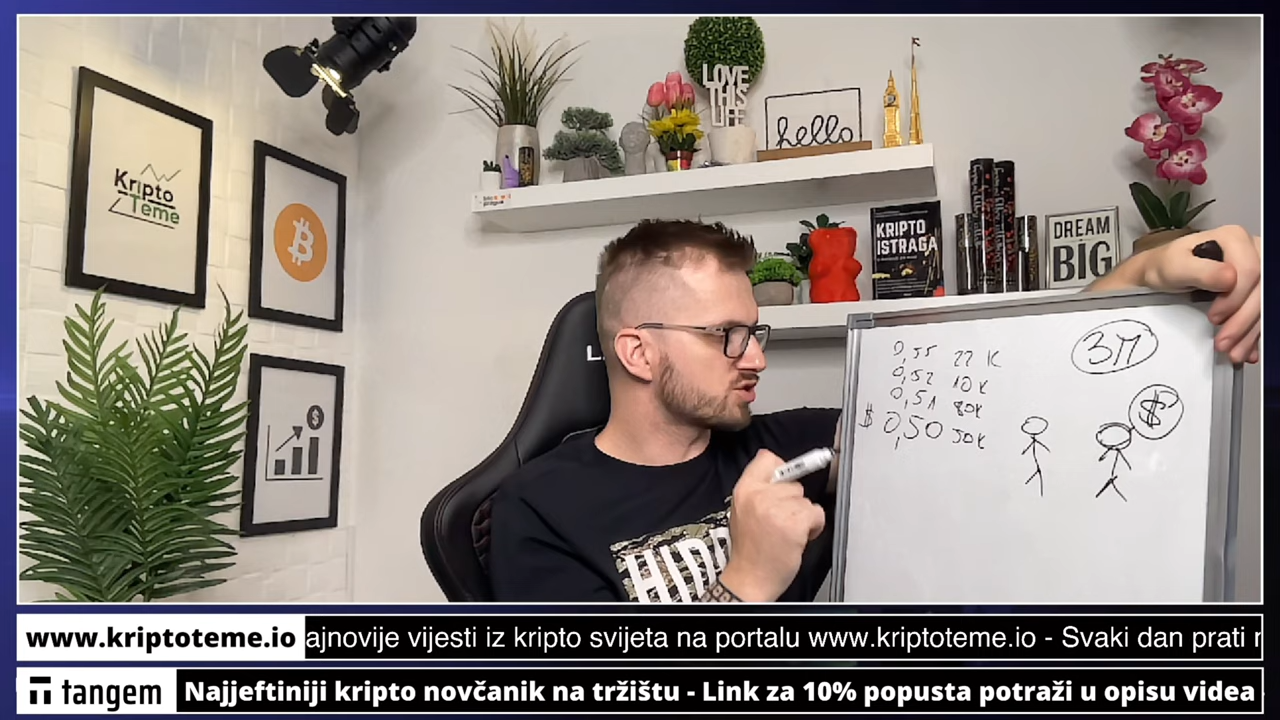 LOVE
THIS
LIFE
hello
Kripto
Teme
KRIPTO
ISTRAGA
DREAM
BIG
0,55 22 K
0,52 10K
0,51 80K
$ 0,50 50K
3M
$
HIDD
www.kriptoteme.io
ajnovije vijesti iz kripto svijeta na portalu www.kriptoteme.io - Svaki dan prati
tangem
Najjeftiniji kripto novčanik na tržištu - Link za 10% popusta potraži u opisu videa